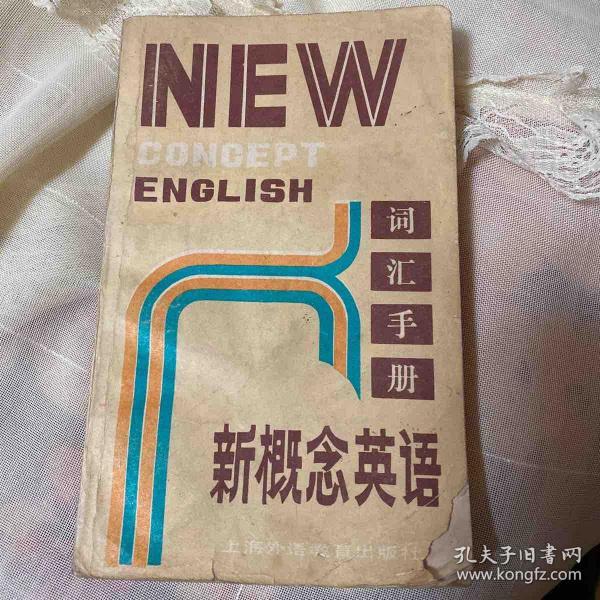 NEW
CONCEPT
ENGLISH
词
汇
手
册
新概念英语
上海外语教育出版社
孔夫子旧书网
www.kongfz.com